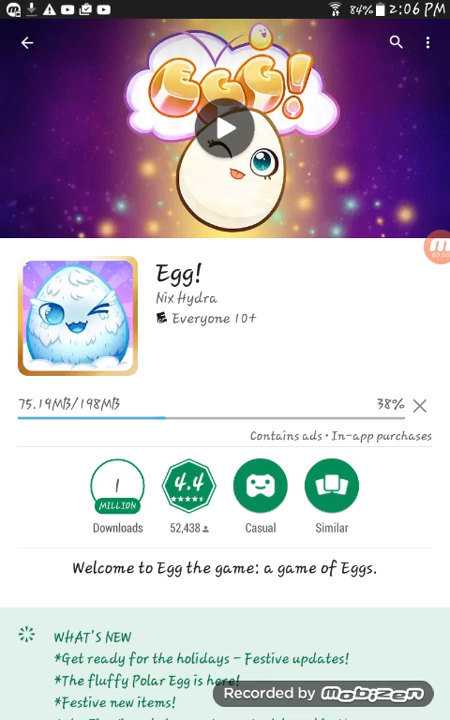 84% 2:06 PM
EGG!
Egg!
Nix Hydra
Everyone 10+
75.19MB/198MB 38%
Contains ads · In-app purchases
1 MILLION
4.4
Downloads 52,438 Casual Similar
Welcome to Egg the game: a game of Eggs.
WHAT'S NEW
*Get ready for the holidays – Festive updates!
*The fluffy Polar Egg is here!
*Festive new items!
Recorded by mobizen